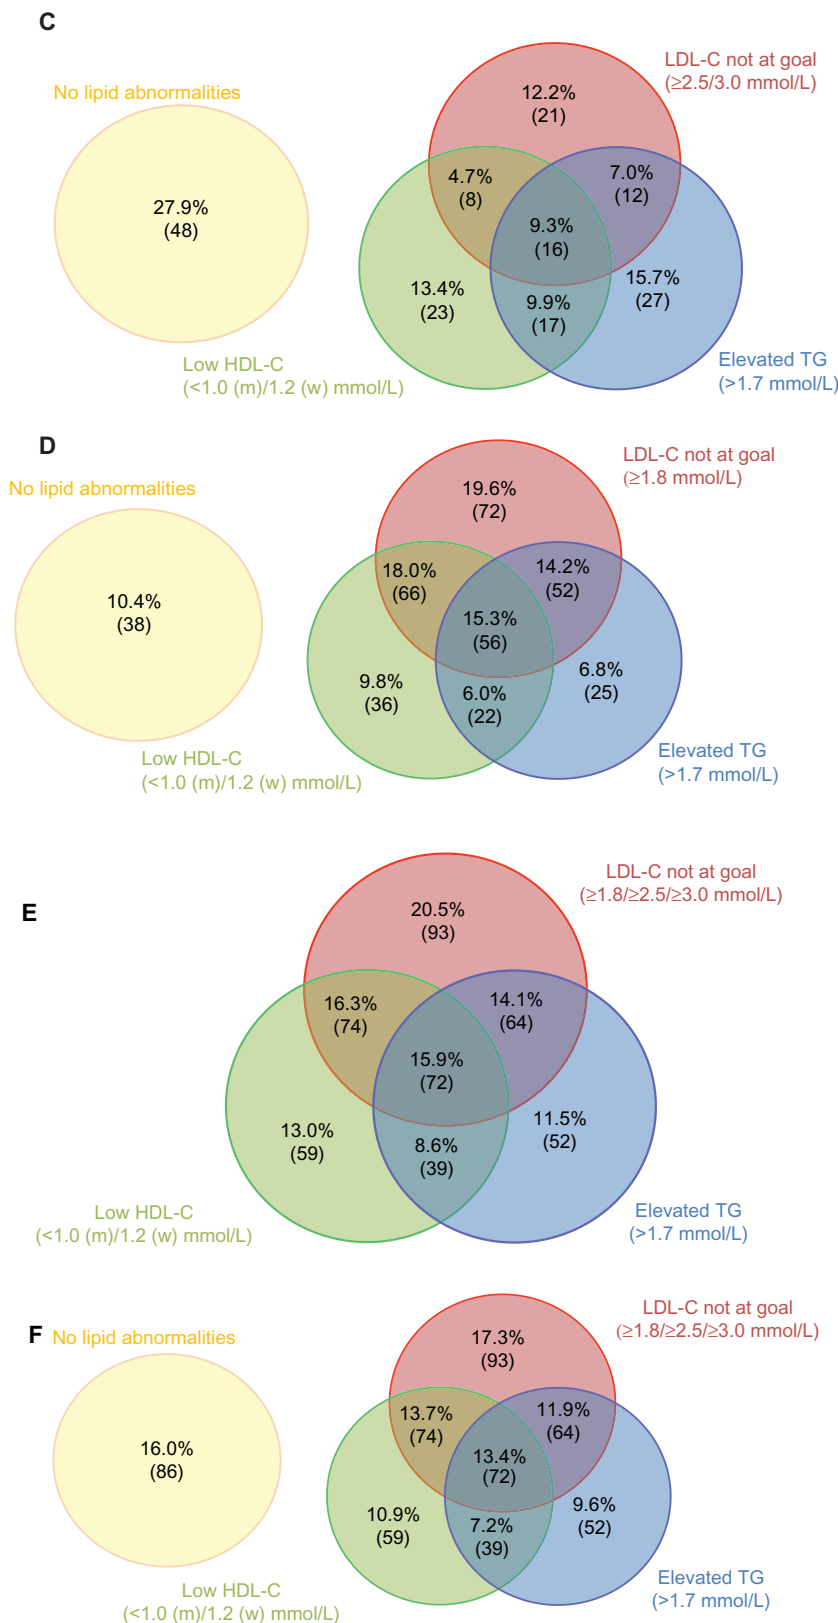 C
No lipid abnormalities
27.9%
(48)
LDL-C not at goal
(≥2.5/3.0 mmol/L)
12.2%
(21)
4.7%
(8)
7.0%
(12)
9.3%
(16)
13.4%
(23)
9.9%
(17)
15.7%
(27)
Low HDL-C
(<1.0 (m)/1.2 (w) mmol/L)
Elevated TG
(>1.7 mmol/L)
D
No lipid abnormalities
10.4%
(38)
LDL-C not at goal
(≥1.8 mmol/L)
19.6%
(72)
18.0%
(66)
14.2%
(52)
15.3%
(56)
9.8%
(36)
6.0%
(22)
6.8%
(25)
Low HDL-C
(<1.0 (m)/1.2 (w) mmol/L)
Elevated TG
(>1.7 mmol/L)
E
LDL-C not at goal
(≥1.8/≥2.5/≥3.0 mmol/L)
20.5%
(93)
16.3%
(74)
14.1%
(64)
15.9%
(72)
13.0%
(59)
8.6%
(39)
11.5%
(52)
Low HDL-C
(<1.0 (m)/1.2 (w) mmol/L)
Elevated TG
(>1.7 mmol/L)
F
No lipid abnormalities
16.0%
(86)
LDL-C not at goal
(≥1.8/≥2.5/≥3.0 mmol/L)
17.3%
(93)
13.7%
(74)
11.9%
(64)
13.4%
(72)
10.9%
(59)
7.2%
(39)
9.6%
(52)
Low HDL-C
(<1.0 (m)/1.2 (w) mmol/L)
Elevated TG
(>1.7 mmol/L)